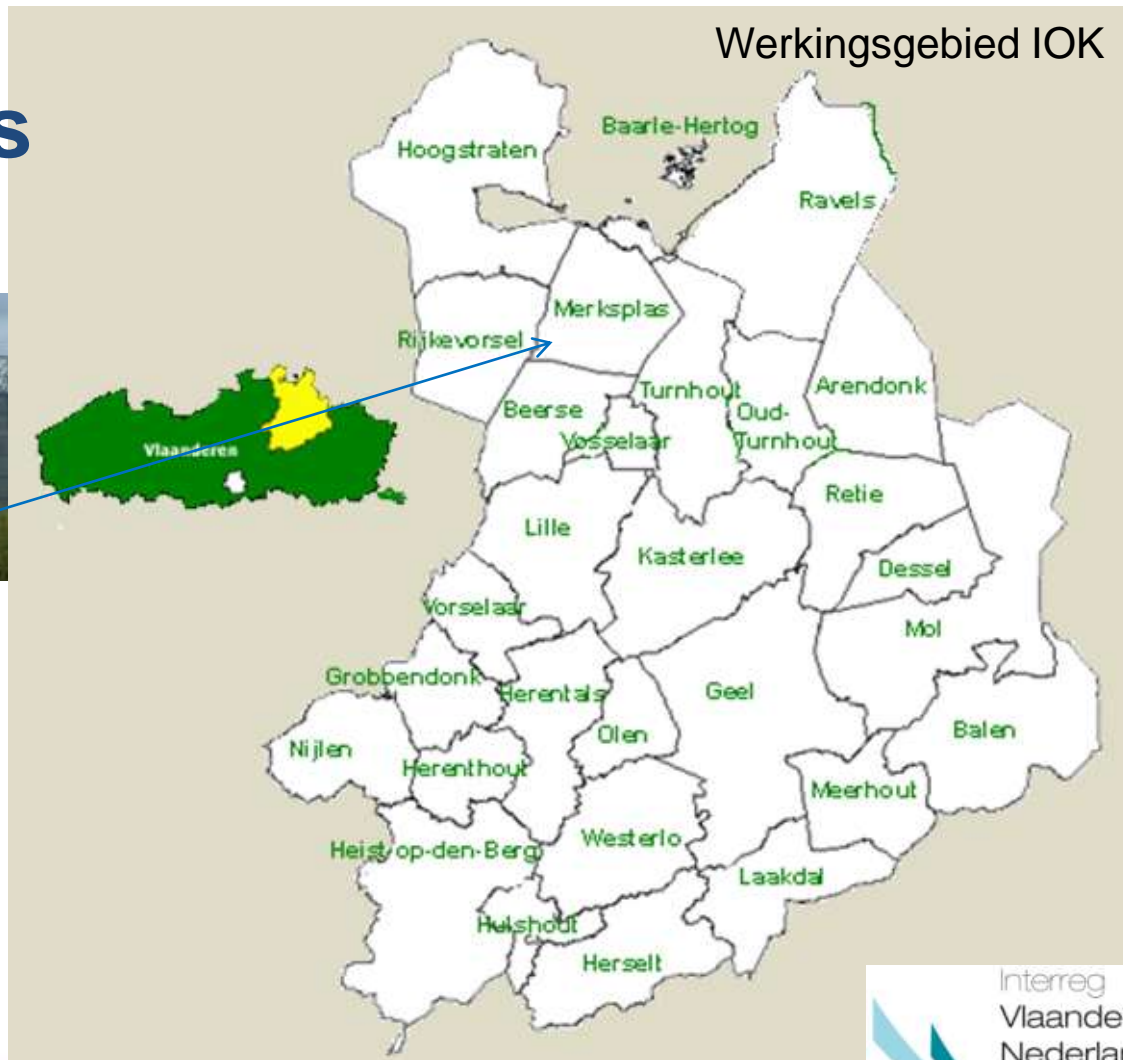 Werkingsgebied IOK
s
Baarle-Hertog
Hoogstraten
Ravels
Merksplas
Rijkevorsel
Turnhout
Arendonk
Beerse
Oud-
Turnhout
Vosselaar
Vlaanderen
Retie
Lille
Kasterlee
Dessel
Vorselaar
Mol
Grobbendonk
Herentals
Geel
Olen
Balen
Nijlen
Herenthout
Meerhout
Westerlo
Heist-op-den-Berg
Laakdal
Hulshout
Herselt
Interreg
Vlaande
Nederla